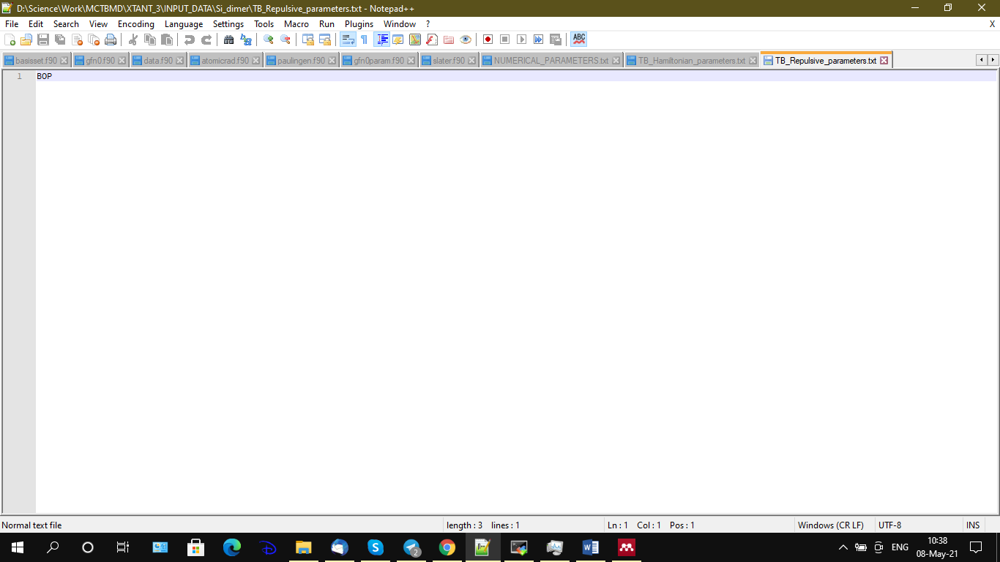 D:\Science\Work\MCTBMD\XTANT_3\INPUT_DATA\Si_dimer\TB_Repulsive_parameters.txt - Notepad++
File Edit Search View Encoding Language Settings Tools Macro Run Plugins Window ? X
ABC
basisset.f90 gfn0.f90 data.f90 atomicrad.f90 paulingen.f90 gfn0param.f90 slater.f90 NUMERICAL_PARAMETERS.txt TB_Hamiltonian_parameters.txt TB_Repulsive_parameters.txt
1 BOP
Normal text file length : 3 lines : 1 Ln : 1 Col : 1 Pos : 1 Windows (CR LF) UTF-8 INS
2 ENG 10:38
08-May-21